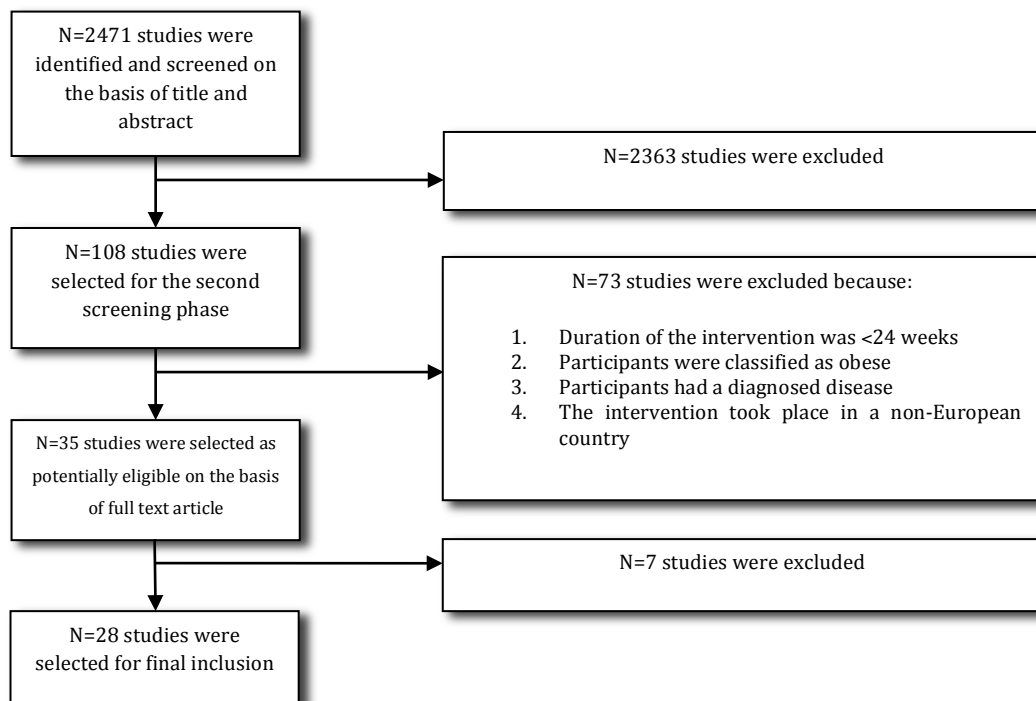 N=2471 studies were
identified and screened on
the basis of title and
abstract
N=2363 studies were excluded
N=108 studies were
selected for the second
screening phase
N=73 studies were excluded because:
1. Duration of the intervention was <24 weeks
2. Participants were classified as obese
3. Participants had a diagnosed disease
4. The intervention took place in a non-European
country
N=35 studies were selected as
potentially eligible on the basis
of full text article
N=7 studies were excluded
N=28 studies were
selected for final inclusion